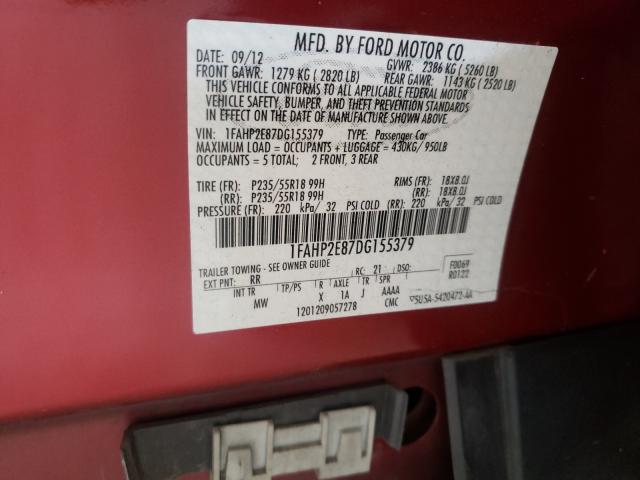 MFD. BY FORD MOTOR CO.
DATE: 09/12 GVWR: 2386 KG ( 5260 LB)
FRONT GAWR: 1279 KG ( 2820 LB) REAR GAWR: 1143 KG ( 2520 LB)
THIS VEHICLE CONFORMS TO ALL APPLICABLE FEDERAL MOTOR
VEHICLE SAFETY, BUMPER, AND THEFT PREVENTION STANDARDS
IN EFFECT ON THE DATE OF MANUFACTURE SHOWN ABOVE.
VIN: 1FAHP2E87DG155379 TYPE: Passenger Car
MAXIMUM LOAD = OCCUPANTS + LUGGAGE = 430KG/ 950LB
OCCUPANTS = 5 TOTAL; 2 FRONT, 3 REAR
TIRE (FR): P235/55R18 99H RIMS (FR): 18X8.0J
(RR): P235/55R18 99H (RR): 18X8.0J
PRESSURE (FR): 220 kPa/ 32 PSI COLD (RR): 220 kPa/ 32 PSI COLD
1FAHP2E87DG155379
TRAILER TOWING - SEE OWNER GUIDE F0069
EXT PNT: RR RC: 21 DSO: R0122
INT TR TP/PS R AXLE TR SPR
MW X 1A J AAAA
1201209057278 CMC 5U5A-5420472-AA